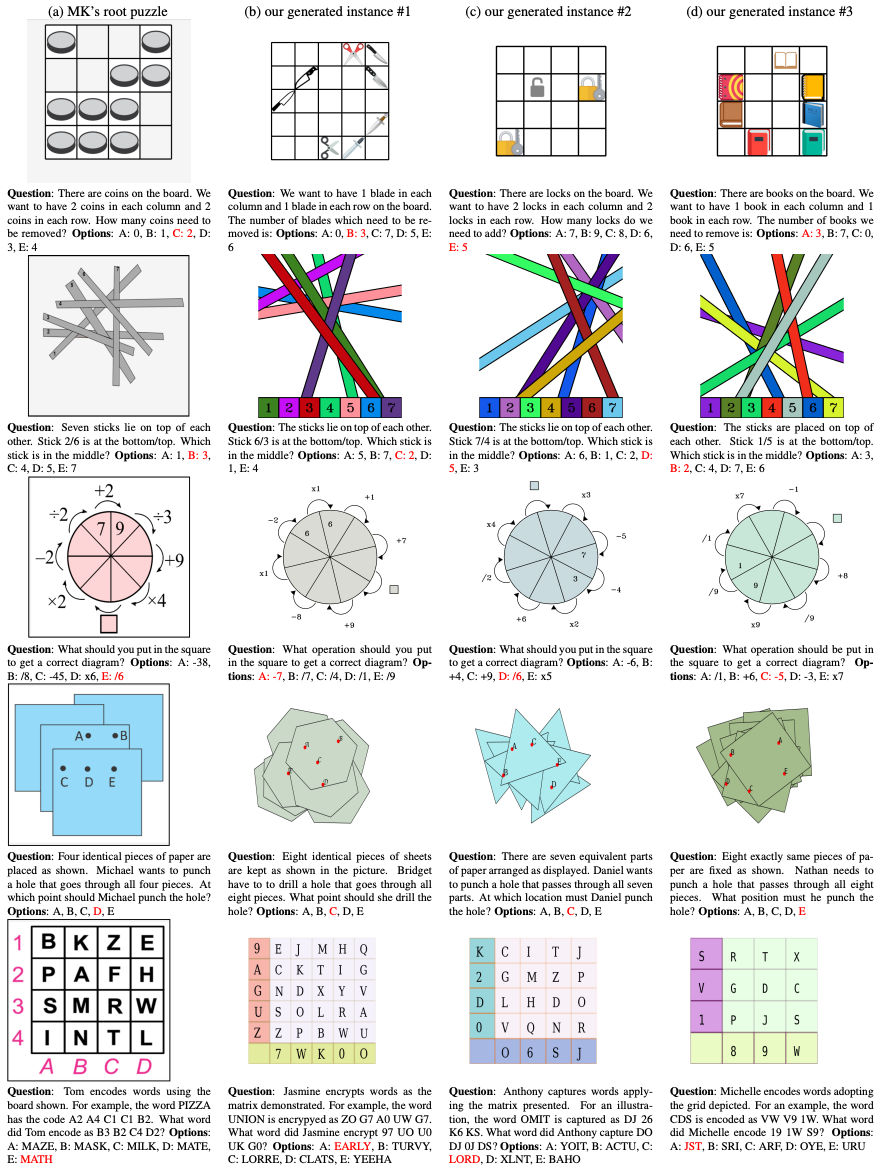 (a) MK's root puzzle
(b) our generated instance #1
(c) our generated instance #2
(d) our generated instance #3
Question: There are coins on the board. We
want to have 2 coins in each column and 2
coins in each row. How many coins need to
be removed? Options: A: 0, B: 1, C: 2, D:
3, E: 4
Question: We want to have 1 blade in each
column and 1 blade in each row on the board.
The number of blades which need to be re-
moved is: Options: A: 0, B: 3, C: 7, D: 5, E:
6
Question: There are locks on the board. We
want to have 2 locks in each column and 2
locks in each row. How many locks do we
need to add? Options: A: 7, B: 9, C: 8, D: 6,
E: 5
Question: There are books on the board. We
want to have 1 book in each column and 1
book in each row. The number of books we
need to remove is: Options: A: 3, B: 7, C: 0,
D: 6, E: 5
1 2 3 4 5 6 7
1 2 3 4 5 6 7
1 2 3 4 5 6 7
Question: Seven sticks lie on top of each
other. Stick 2/6 is at the bottom/top. Which
stick is in the middle? Options: A: 1, B: 3,
C: 4, D: 5, E: 7
Question: The sticks lie on top of each other.
Stick 6/3 is at the bottom/top. Which stick is
in the middle? Options: A: 5, B: 7, C: 2, D:
1, E: 4
Question: The sticks lie on top of each other.
Stick 7/4 is at the bottom/top. Which stick is
in the middle? Options: A: 6, B: 1, C: 2, D:
5, E: 3
Question: The sticks are placed on top of
each other. Stick 1/5 is at the bottom/top.
Which stick is in the middle? Options: A: 3,
B: 2, C: 4, D: 7, E: 6
+2
÷2 ÷3
7 9
−2 +9
×2 ×4
x1 +1
−2 6 6
+7
x1
−8 +9
x3
x4 −5
7
/2 3 −4
+6 x2
x7 −1
/1
1 +8
/9 9
x9 /9
Question: What should you put in the square
to get a correct diagram? Options: A: -38,
B: /8, C: -45, D: x6, E: /6
Question: What operation should you put
in the square to get a correct diagram? Op-
tions: A: -7, B: /7, C: /4, D: /1, E: /9
Question: What should you put in the square
to get a correct diagram? Options: A: -6, B:
+4, C: +9, D: /6, E: x5
Question: What operation should be put in
the square to get a correct diagram? Op-
tions: A: /1, B: +6, C: -5, D: -3, E: x7
A B
C D E
Question: Four identical pieces of paper are
placed as shown. Michael wants to punch
a hole that goes through all four pieces. At
which point should Michael punch the hole?
Options: A, B, C, D, E
Question: Eight identical pieces of sheets
are kept as shown in the picture. Bridget
have to to drill a hole that goes through all
eight pieces. What point should she drill the
hole? Options: A, B, C, D, E
Question: There are seven equivalent parts
of paper arranged as displayed. Daniel wants
to punch a hole that passes through all seven
parts. At which location must Daniel punch
the hole? Options: A, B, C, D, E
Question: Eight exactly same pieces of pa-
per are fixed as shown. Nathan needs to
punch a hole that passes through all eight
pieces. What position must he punch the
hole? Options: A, B, C, D, E
1 B K Z E
2 P A F H
3 S M R W
4 I N T L
A B C D
9 E J M H Q
A C K T I G
G N D X Y V
U S O L R A
Z Z P B W U
7 W K 0 O
K C I T J
2 G M Z P
D L H D O
0 V Q N R
O 6 S J
S R T X
V G D C
1 P J S
8 9 W
Question: Tom encodes words using the
board shown. For example, the word PIZZA
has the code A2 A4 C1 C1 B2. What word
did Tom encode as B3 B2 C4 D2? Options:
A: MAZE, B: MASK, C: MILK, D: MATE,
E: MATH
Question: Jasmine encrypts words as the
matrix demonstrated. For example, the word
UNION is encrypyed as ZO G7 A0 UW G7.
What word did Jasmine encrypt 97 UO U0
UK G0? Options: A: EARLY, B: TURVY,
C: LORRE, D: CLATS, E: YEEHA
Question: Anthony captures words apply-
ing the matrix presented. For an illustra-
tion, the word OMIT is captured as DJ 26
K6 KS. What word did Anthony capture DO
DJ 0J DS? Options: A: YOIT, B: ACTU, C:
LORD, D: XLNT, E: BAHO
Question: Michelle encodes words adopting
the grid depicted. For an example, the word
CDS is encoded as VW V9 1W. What word
did Michelle encode 19 1W S9? Options:
A: JST, B: SRI, C: ARF, D: OYE, E: URU